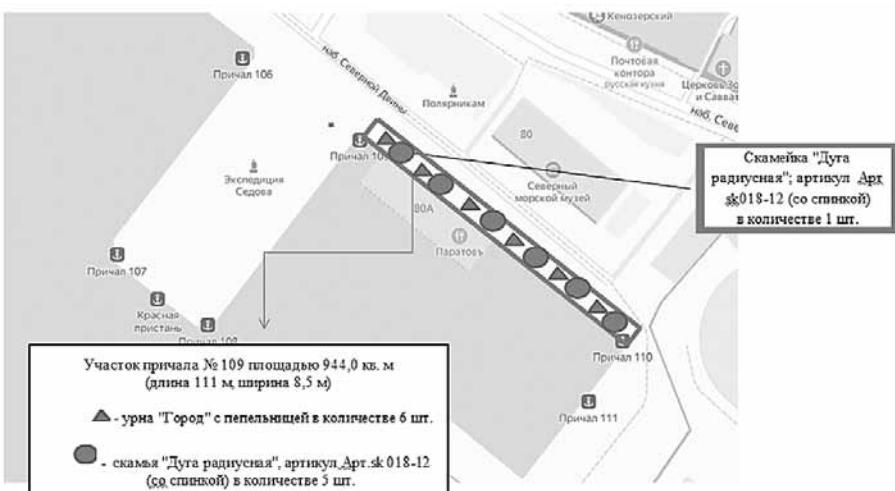 Кенозерский
Причал 106
наб. Северной Двины
Почтовая
контора
русская кухня
Полярникам
наб. Севе
80
Причал 109
Экспедиция
Седова
Северный
морской музей
80А
Паратовъ
Скамейка "Дуга
радиусная"; артикул Арт
sk018-12 (со спинкой)
в количестве 1 шт.
Причал 107
Красная
пристань
Причал 108
Причал 110
Причал 111
Участок причала № 109 площадью 944,0 кв. м
(длина 111 м, ширина 8,5 м)
- урна "Город" с пепельницей в количестве 6 шт.
- скамья "Дуга радиусная", артикул Арт.sk 018-12
(со спинкой) в количестве 5 шт.